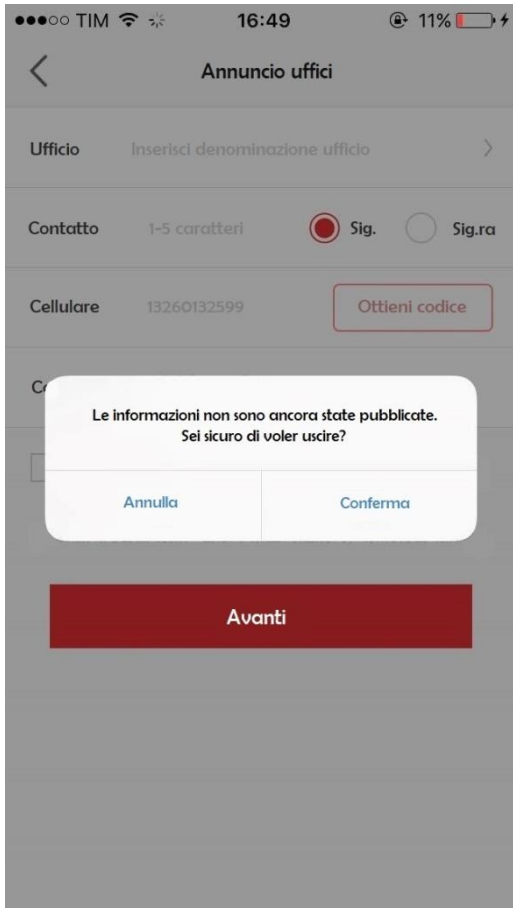 TIM 16:49 11%
Annuncio uffici
Ufficio Inserisci denominazione ufficio
Contatto 1-5 caratteri Sig. Sig.ra
Cellulare 13260132599 Ottieni codice
Le informazioni non sono ancora state pubblicate.
Sei sicuro di voler uscire?
Annulla Conferma
Avanti